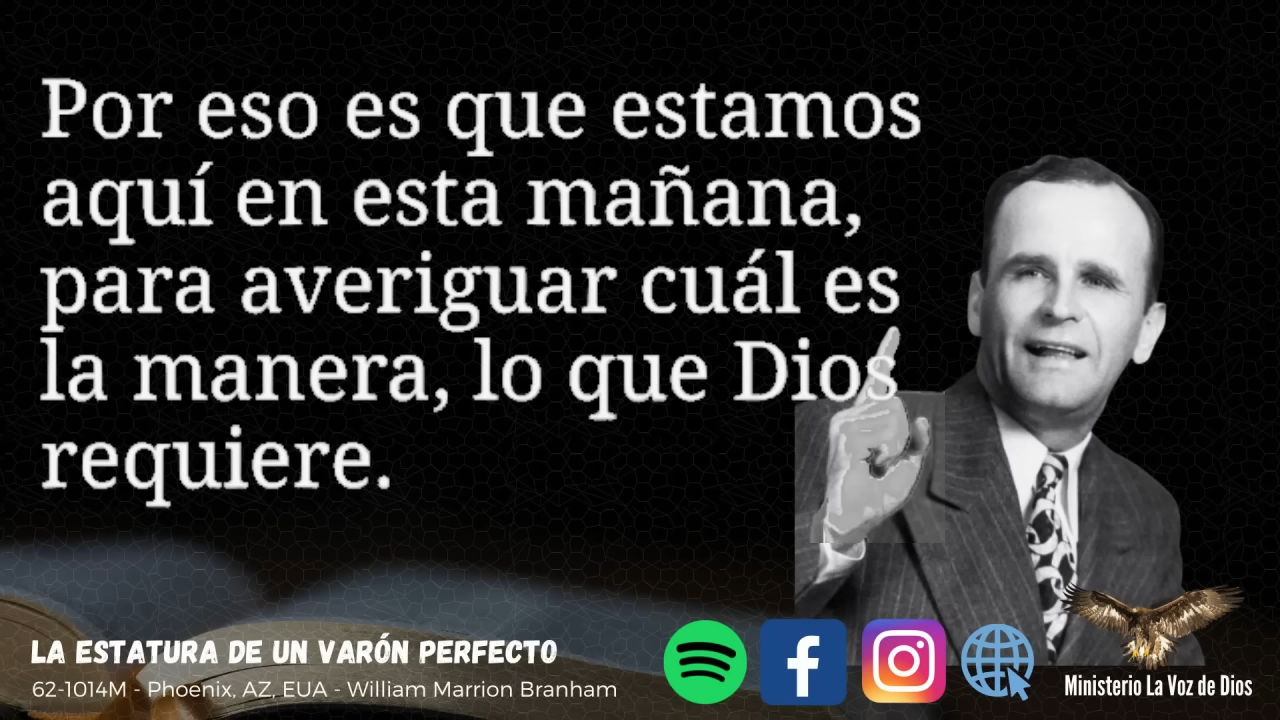 Por eso es que estamos
aquí en esta mañana,
para averiguar cuál es
la manera, lo que Dios
requiere.
LA ESTATURA DE UN VARÓN PERFECTO
62-1014M - Phoenix, AZ, EUA - William Marrion Branham
Ministerio La Voz de Dios